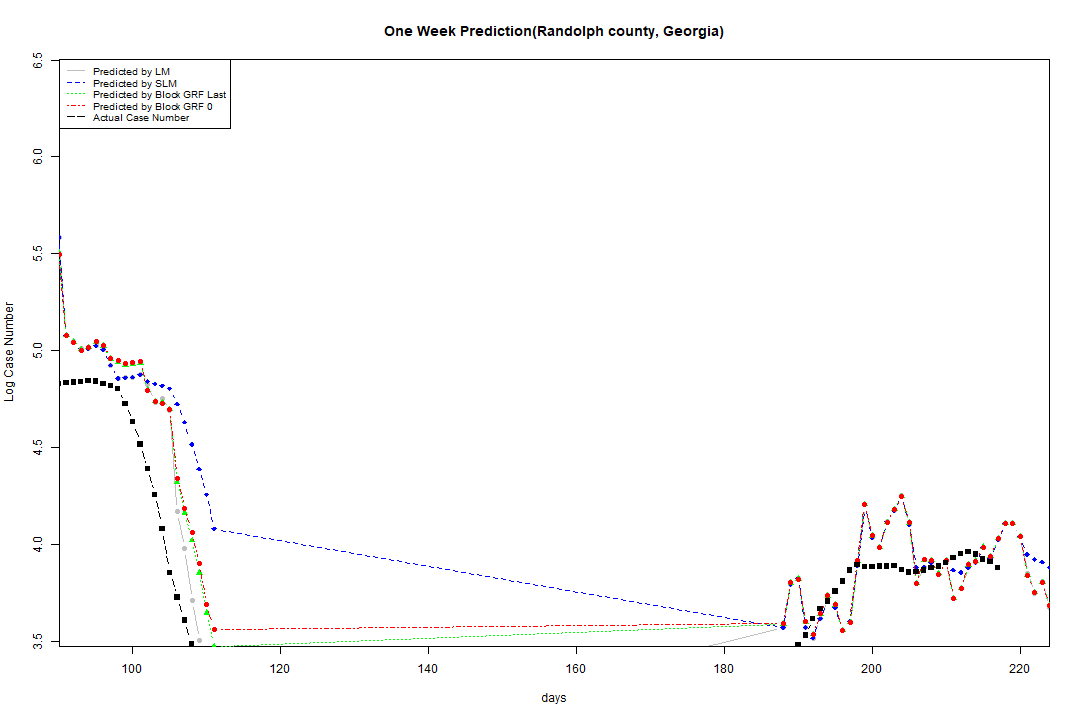 One Week Prediction(Randolph county, Georgia)
Predicted by LM
Predicted by SLM
Predicted by Block GRF Last
Predicted by Block GRF 0
Actual Case Number
Log Case Number
6.5
6.0
5.5
5.0
4.5
4.0
3.5
100 120 140 160 180 200 220
days